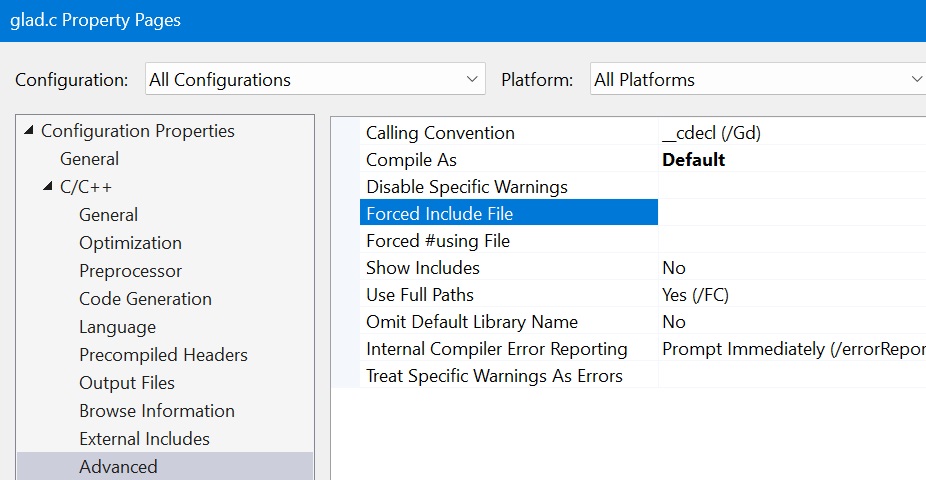 glad.c Property Pages
Configuration: All Configurations Platform: All Platforms
Configuration Properties
General
C/C++
General
Optimization
Preprocessor
Code Generation
Language
Precompiled Headers
Output Files
Browse Information
External Includes
Advanced
Calling Convention __cdecl (/Gd)
Compile As Default
Disable Specific Warnings
Forced Include File
Forced #using File
Show Includes No
Use Full Paths Yes (/FC)
Omit Default Library Name No
Internal Compiler Error Reporting Prompt Immediately (/errorRepor
Treat Specific Warnings As Errors